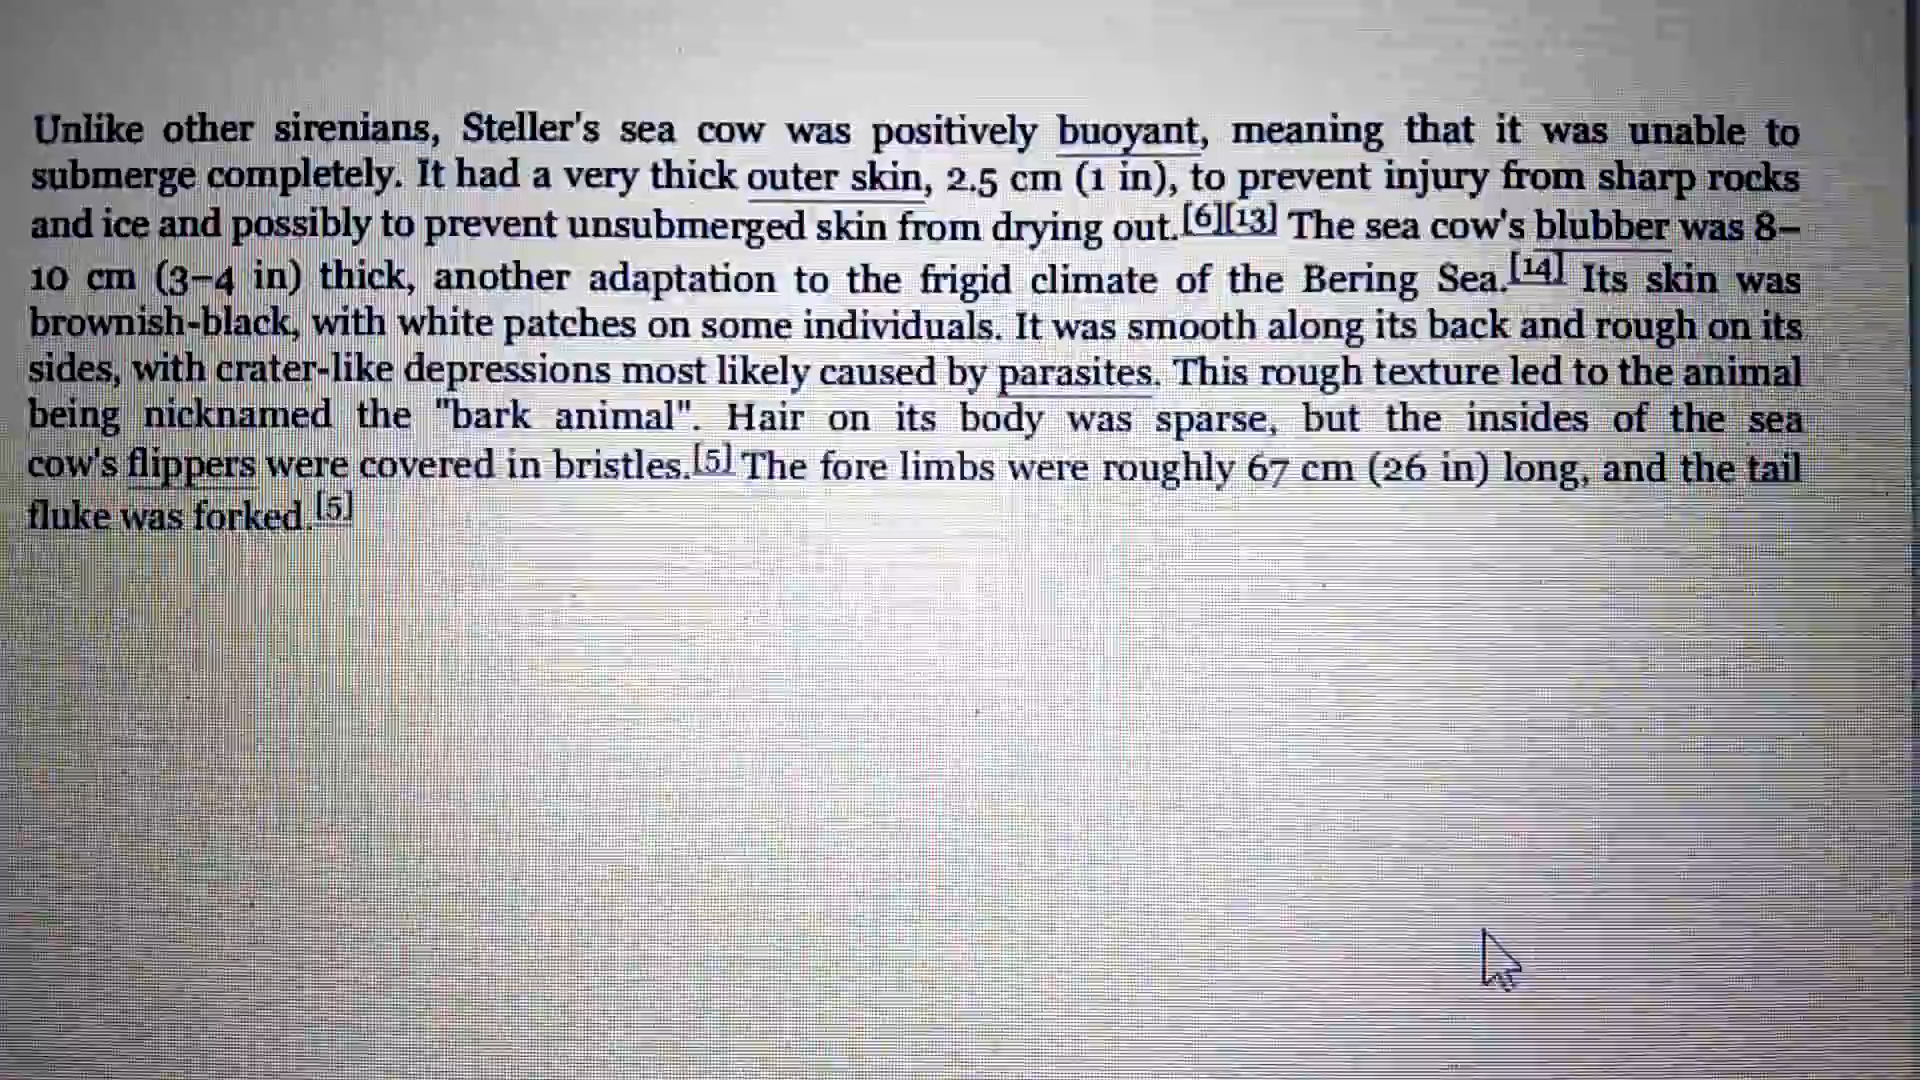 Unlike other sirenians, Steller's sea cow was positively buoyant, meaning that it was unable to
submerge completely. It had a very thick outer skin, 2.5 cm (1 in), to prevent injury from sharp rocks
and ice and possibly to prevent unsubmerged skin from drying out.[6][13] The sea cow's blubber was 8–
10 cm (3–4 in) thick, another adaptation to the frigid climate of the Bering Sea.[14] Its skin was
brownish-black, with white patches on some individuals. It was smooth along its back and rough on its
sides, with crater-like depressions most likely caused by parasites. This rough texture led to the animal
being nicknamed the "bark animal". Hair on its body was sparse, but the insides of the sea
cow's flippers were covered in bristles.[5] The fore limbs were roughly 67 cm (26 in) long, and the tail
fluke was forked.[5]